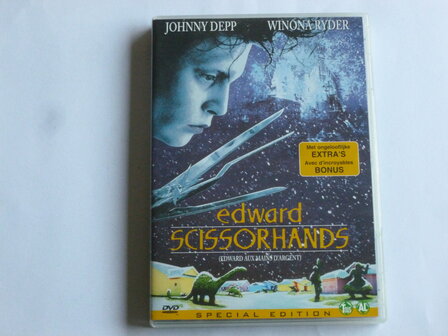 JOHNNY DEPP WINONA RYDER
Met ongelooflijke
EXTRA'S
Avec d'incroyables
BONUS
edward
SCISSORHANDS
(EDWARD AUX MAINS D'ARGENT)
DVD
AL
SPECIAL EDITION